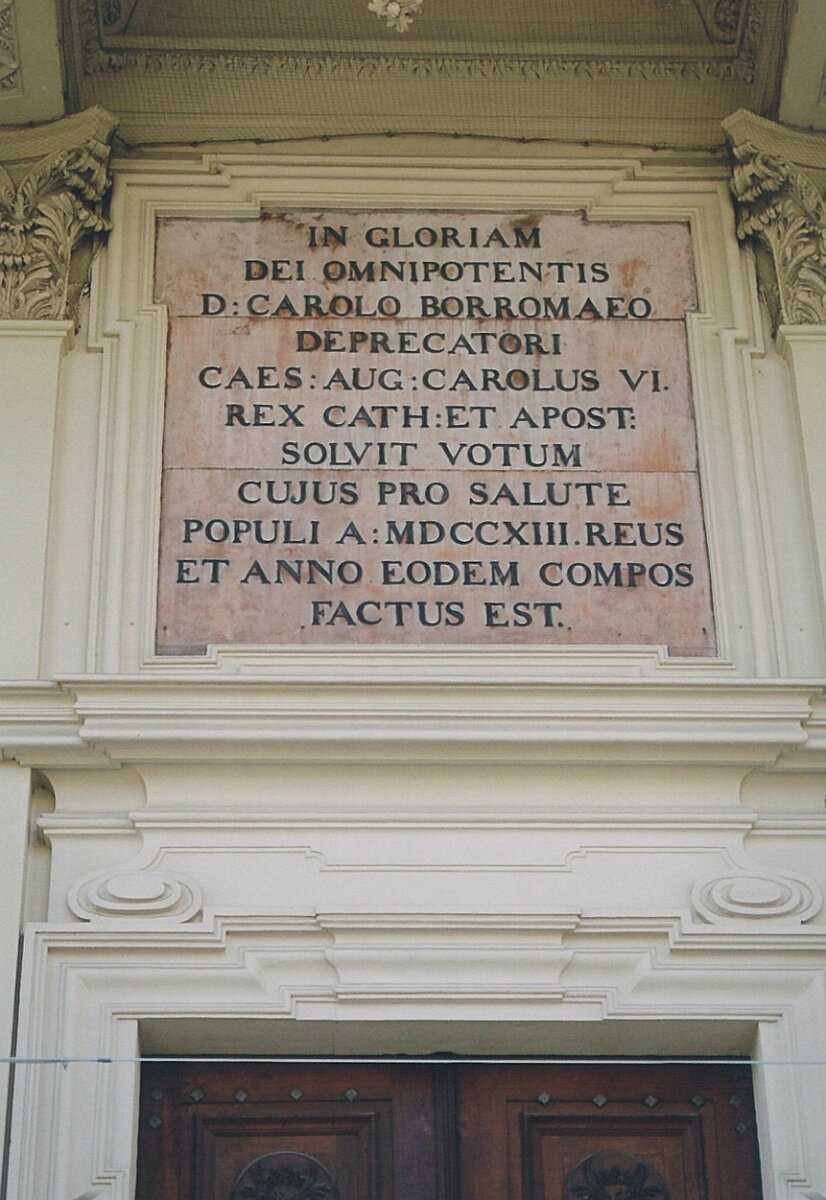 IN GLORIAM
DEI OMNIPOTENTIS
D:CAROLO BORROMAEO
DEPRECATORI
CAES:AUG:CAROLUS VI.
REX CATH:ET APOST:
SOLVIT VOTUM
CUJUS PRO SALUTE
POPULI A:MDCCXIII.REUS
ET ANNO EODEM COMPOS
FACTUS EST.